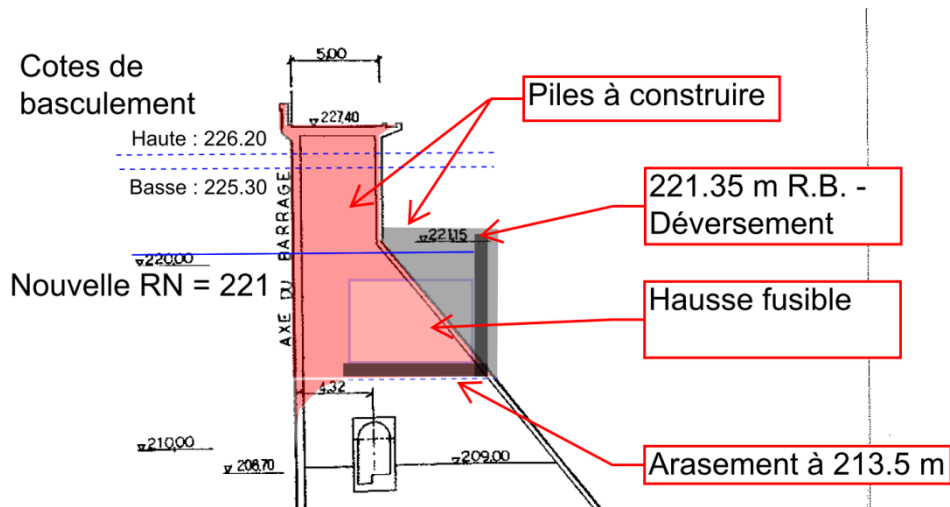 5,00
Cotes de
basculement
Piles à construire
227,40
Haute : 226.20
Basse : 225.30
221.35 m R.B. -
Déversement
221,15
AXE DU BARRAGE
220,00
Nouvelle RN = 221
Hausse fusible
4,32
210,00
208,70
209,00
Arasement à 213.5 m